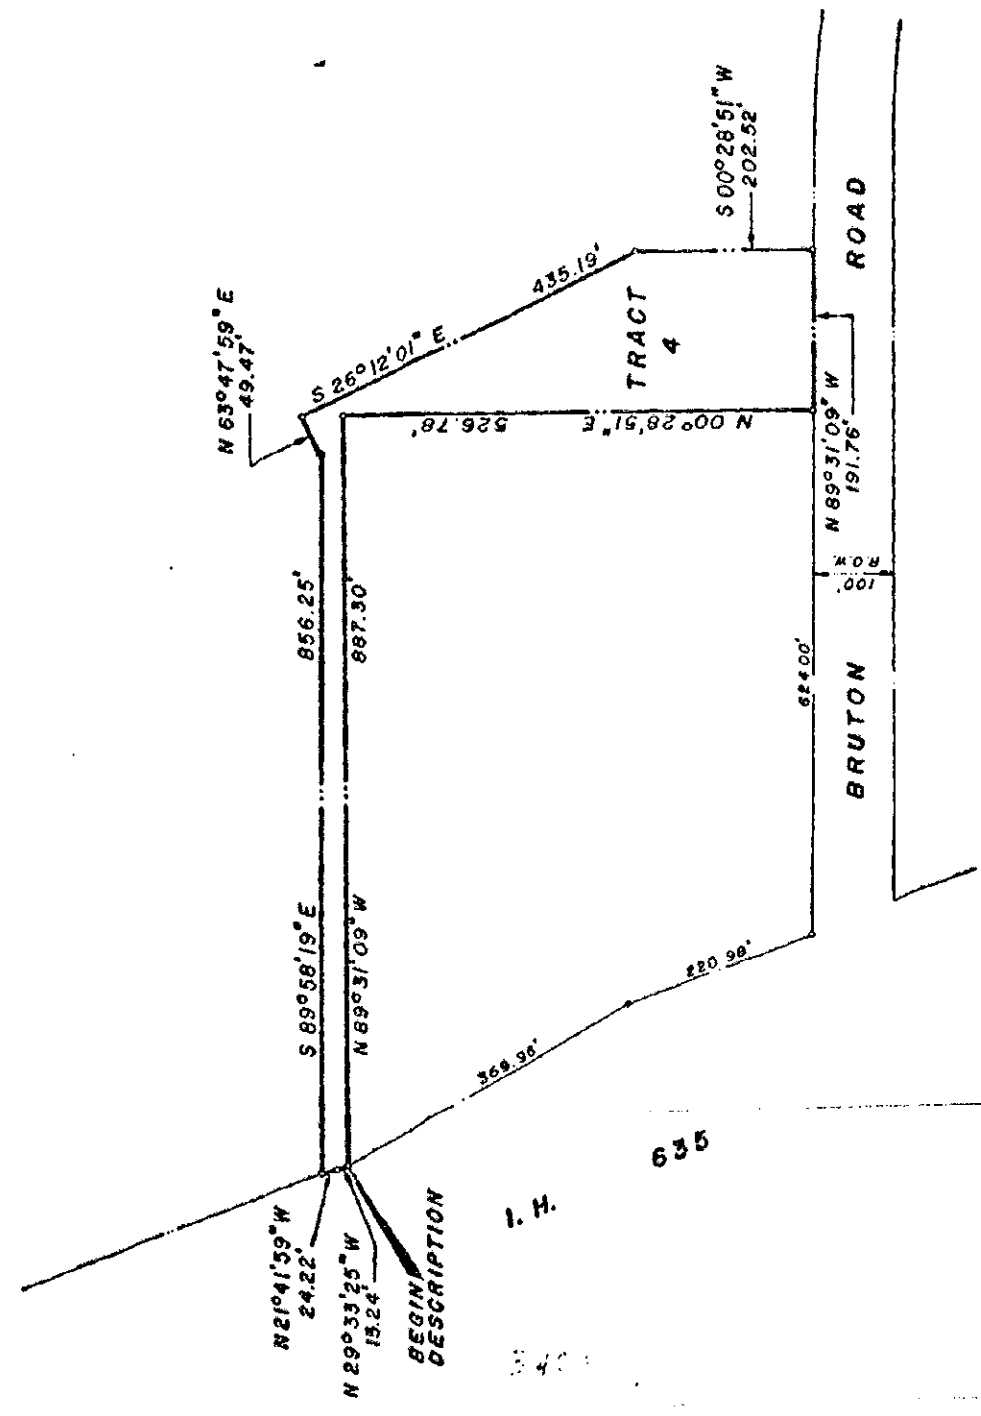 N 63°47'59" E
49.47'
S 26°12'01" E
435.19'
S 00°28'51" W
202.52'
856.25'
887.30'
N 00°28'51" E
526.78'
TRACT
4
N 89°31'09" W
191.76'
100'
R.O.W.
624.00'
BRUTON
ROAD
S 89°58'19" E
N 89°31'09" W
220.98'
369.96'
N 21°41'59" W
24.22'
N 29°33'25" W
13.24'
BEGIN
DESCRIPTION
I. H.
635